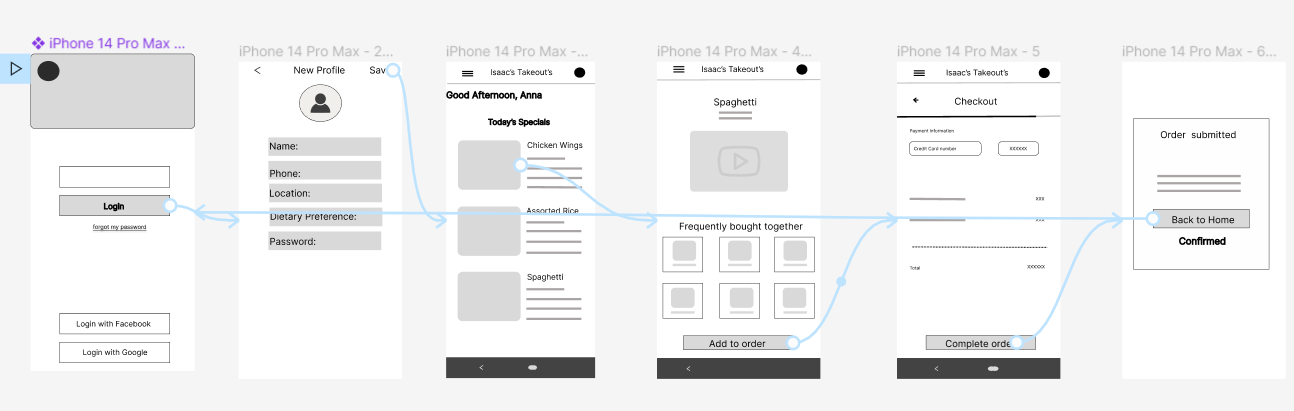 iPhone 14 Pro Max ...
Login
forgot my password
Login with Facebook
Login with Google
iPhone 14 Pro Max - 2...
New Profile
Sav
Name:
Phone:
Location:
Dietary Preference:
Password:
iPhone 14 Pro Max -...
Isaac's Takeout's
Good Afternoon, Anna
Today's Specials
Chicken Wings
Assorted Rice
Spaghetti
iPhone 14 Pro Max - 4...
Isaac's Takeout's
Spaghetti
Frequently bought together
Add to order
iPhone 14 Pro Max - 5
Isaac's Takeout's
Checkout
Payment Information
Credit Card number
xxxxxx
xxx
xxx
Total
xxxxxx
Complete order
iPhone 14 Pro Max - 6...
Order submitted
Back to Home
Confirmed